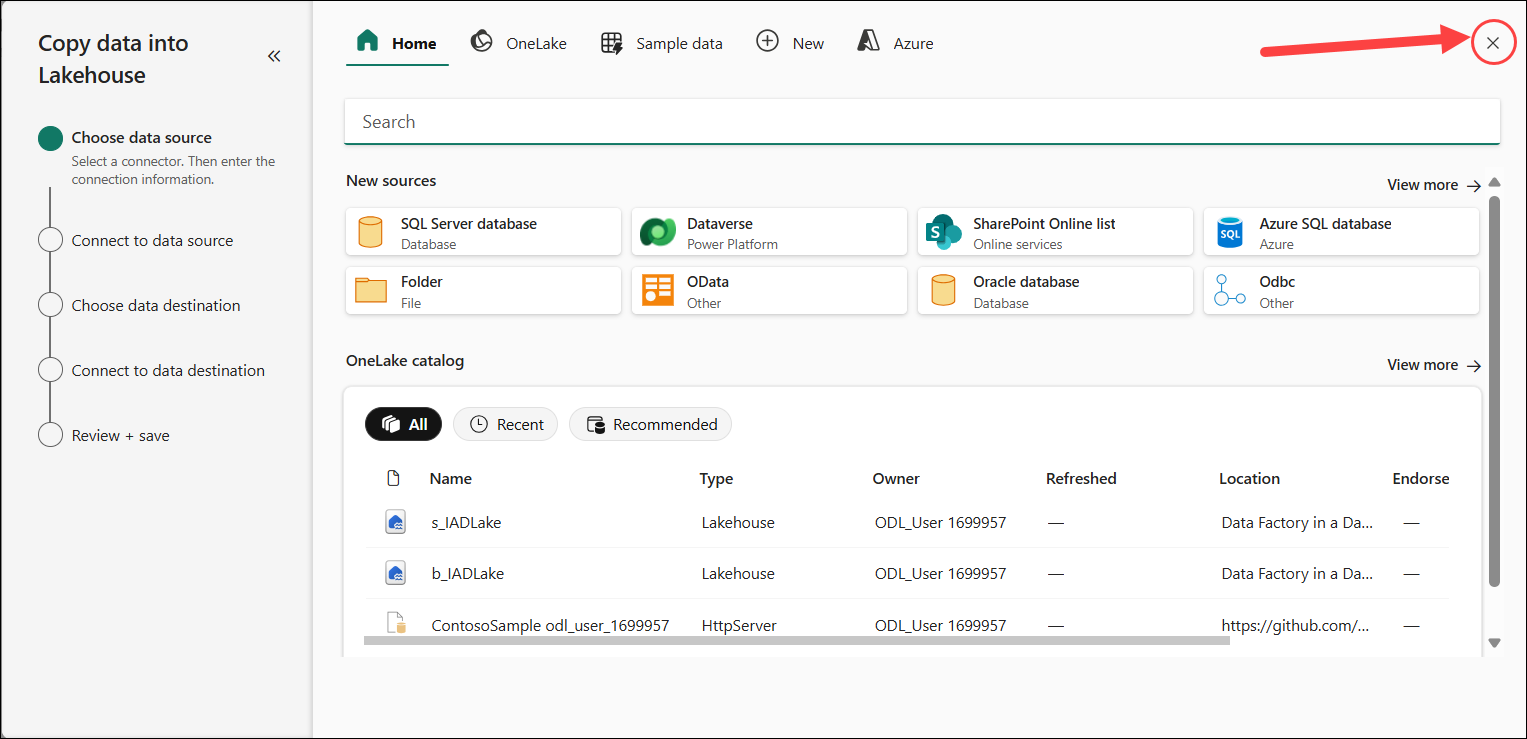 Copy data into
Lakehouse
Choose data source
Select a connector. Then enter the
connection information.
Connect to data source
Choose data destination
Connect to data destination
Review + save
Home
OneLake
Sample data
New
Azure
Search
New sources
View more
SQL Server database
Database
Dataverse
Power Platform
S
SharePoint Online list
Online services
SQL
Azure SQL database
Azure
Folder
File
OData
Other
Oracle database
Database
Odbc
Other
OneLake catalog
View more
All
Recent
Recommended
Name Type Owner Refreshed Location Endorse
s_IADLake Lakehouse ODL_User 1699957 — Data Factory in a Da... —
b_IADLake Lakehouse ODL_User 1699957 — Data Factory in a Da... —
ContosoSample odl_user_1699957 HttpServer ODL_User 1699957 — https://github.com/... —